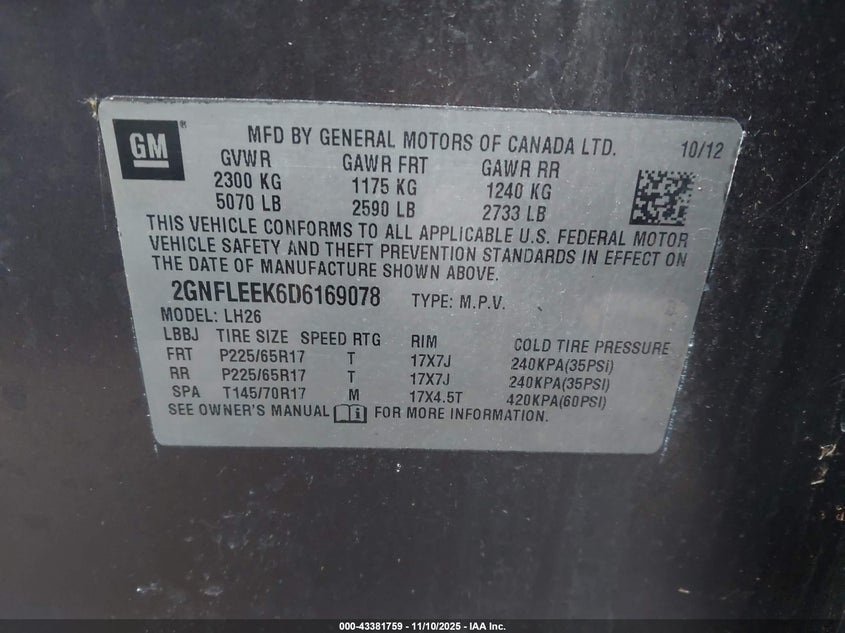 GM ®
MFD BY GENERAL MOTORS OF CANADA LTD. 10/12
GVWR GAWR FRT GAWR RR
2300 KG 1175 KG 1240 KG
5070 LB 2590 LB 2733 LB
THIS VEHICLE CONFORMS TO ALL APPLICABLE U.S. FEDERAL MOTOR
VEHICLE SAFETY AND THEFT PREVENTION STANDARDS IN EFFECT ON
THE DATE OF MANUFACTURE SHOWN ABOVE.
2GNFLEEK6D6169078 TYPE: M.P.V.
MODEL: LH26
LBBJ TIRE SIZE SPEED RTG RIM COLD TIRE PRESSURE
FRT P225/65R17 T 17X7J 240KPA(35PSI)
RR P225/65R17 T 17X7J 240KPA(35PSI)
SPA T145/70R17 M 17X4.5T 420KPA(60PSI)
SEE OWNER'S MANUAL i FOR MORE INFORMATION.
000-43381759 — 11/10/2025 — IAA Inc.